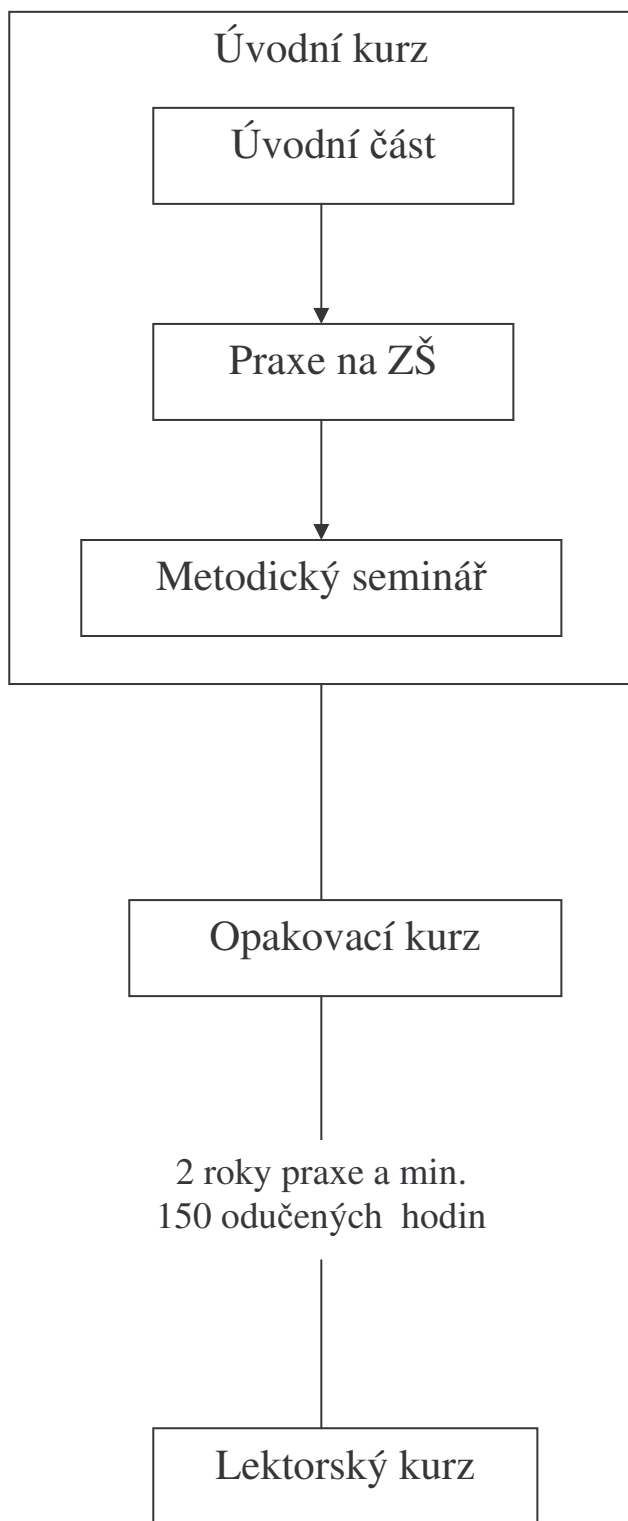 Úvodní kurz
Úvodní část
Praxe na ZŠ
Metodický seminář
Opakovací kurz
2 roky praxe a min.
150 odučených hodin
Lektorský kurz